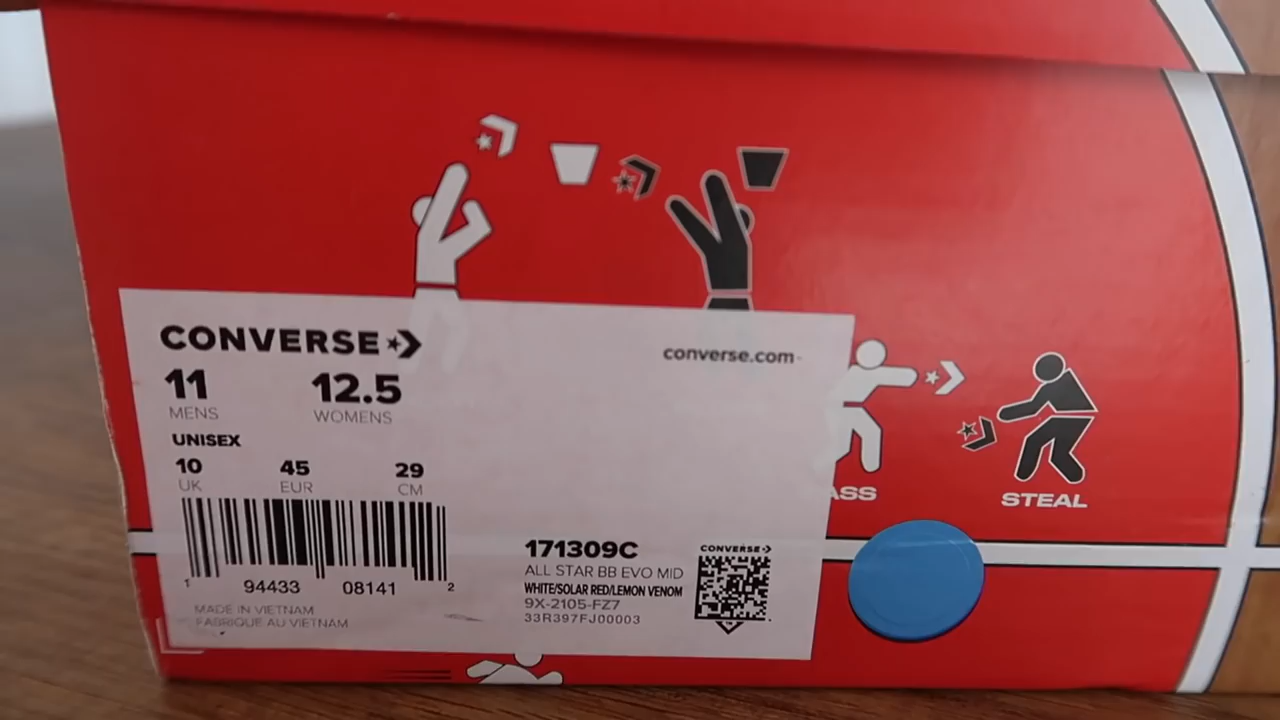 CONVERSE
converse.com
11 12.5
MENS WOMENS
UNISEX
10 45 29
UK EUR CM
1 94433 08141 2
MADE IN VIETNAM
FABRIQUE AU VIETNAM
171309C
ALL STAR BB EVO MID
WHITE/SOLAR RED/LEMON VENOM
9X-2105-FZ7
33R397FJ00003
CONVERSE
ASS
STEAL